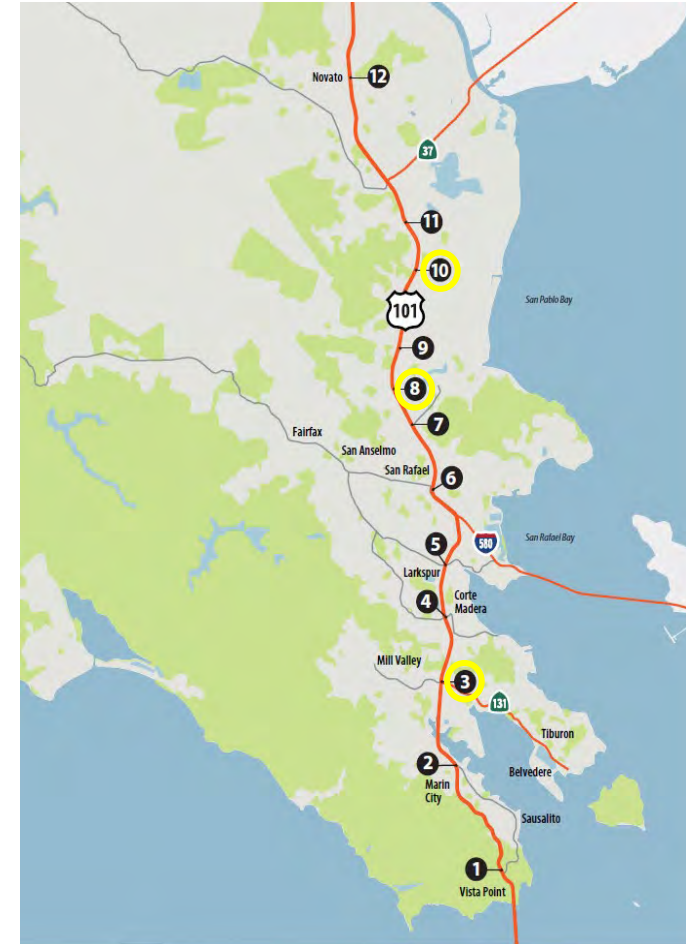 Novato
12
37
11
10
San Pablo Bay
101
9
8
7
Fairfax
San Anselmo
San Rafael
6
5
580
San Rafael Bay
Larkspur
4
Corte
Madera
Mill Valley
3
131
Tiburon
2
Belvedere
Marin
City
Sausalito
1
Vista Point